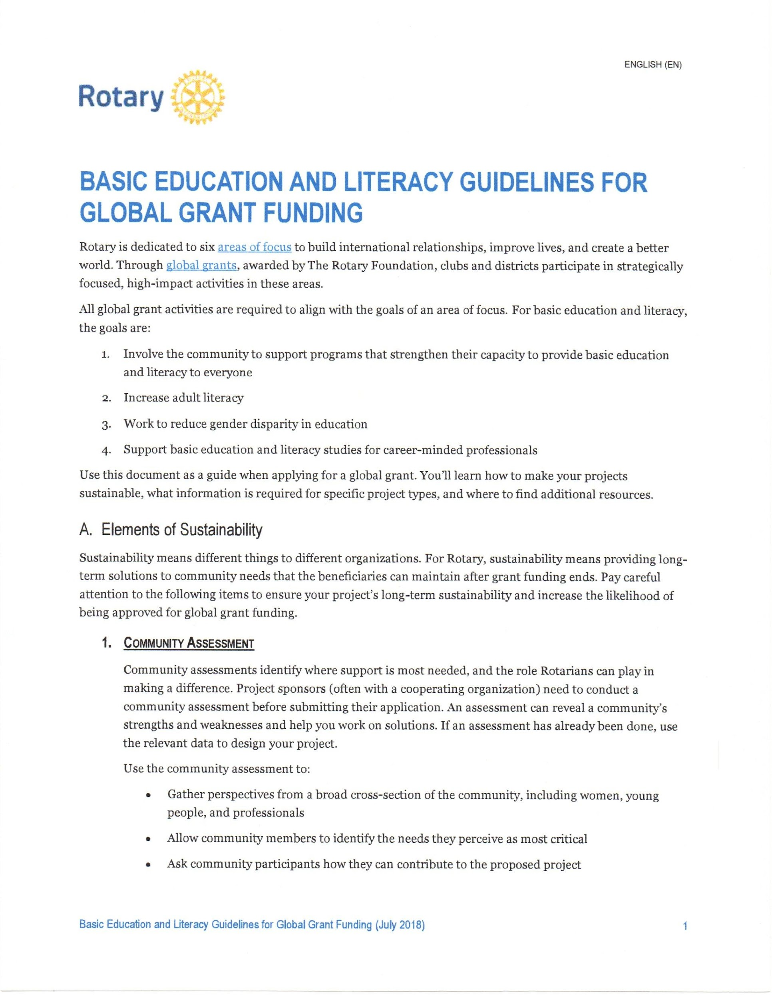 ENGLISH (EN)
Rotary
ROTARY
INTERNATIONAL
BASIC EDUCATION AND LITERACY GUIDELINES FOR
GLOBAL GRANT FUNDING
Rotary is dedicated to six areas of focus to build international relationships, improve lives, and create a better
world. Through global grants, awarded by The Rotary Foundation, clubs and districts participate in strategically
focused, high-impact activities in these areas.
All global grant activities are required to align with the goals of an area of focus. For basic education and literacy,
the goals are:
1. Involve the community to support programs that strengthen their capacity to provide basic education
and literacy to everyone
2. Increase adult literacy
3. Work to reduce gender disparity in education
4. Support basic education and literacy studies for career-minded professionals
Use this document as a guide when applying for a global grant. You'll learn how to make your projects
sustainable, what information is required for specific project types, and where to find additional resources.
A. Elements of Sustainability
Sustainability means different things to different organizations. For Rotary, sustainability means providing long-
term solutions to community needs that the beneficiaries can maintain after grant funding ends. Pay careful
attention to the following items to ensure your project's long-term sustainability and increase the likelihood of
being approved for global grant funding.
1. COMMUNITY ASSESSMENT
Community assessments identify where support is most needed, and the role Rotarians can play in
making a difference. Project sponsors (often with a cooperating organization) need to conduct a
community assessment before submitting their application. An assessment can reveal a community's
strengths and weaknesses and help you work on solutions. If an assessment has already been done, use
the relevant data to design your project.
Use the community assessment to:
• Gather perspectives from a broad cross-section of the community, including women, young
people, and professionals
• Allow community members to identify the needs they perceive as most critical
• Ask community participants how they can contribute to the proposed project
Basic Education and Literacy Guidelines for Global Grant Funding (July 2018) 1